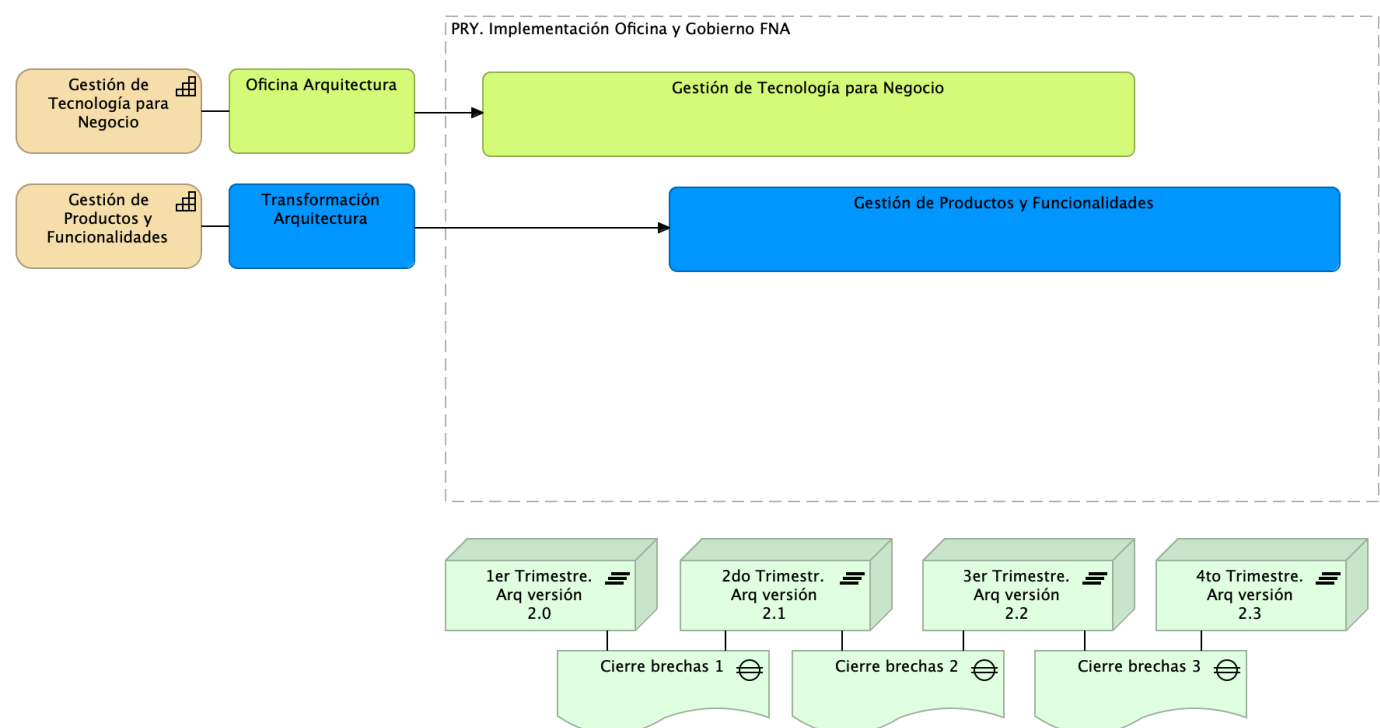 PRY. Implementación Oficina y Gobierno FNA
Gestión de
Tecnología para
Negocio
Oficina Arquitectura
Gestión de Tecnología para Negocio
Gestión de
Productos y
Funcionalidades
Transformación
Arquitectura
Gestión de Productos y Funcionalidades
1er Trimestre.
Arq versión
2.0
2do Trimestr.
Arq versión
2.1
3er Trimestre.
Arq versión
2.2
4to Trimestre.
Arq versión
2.3
Cierre brechas 1
Cierre brechas 2
Cierre brechas 3